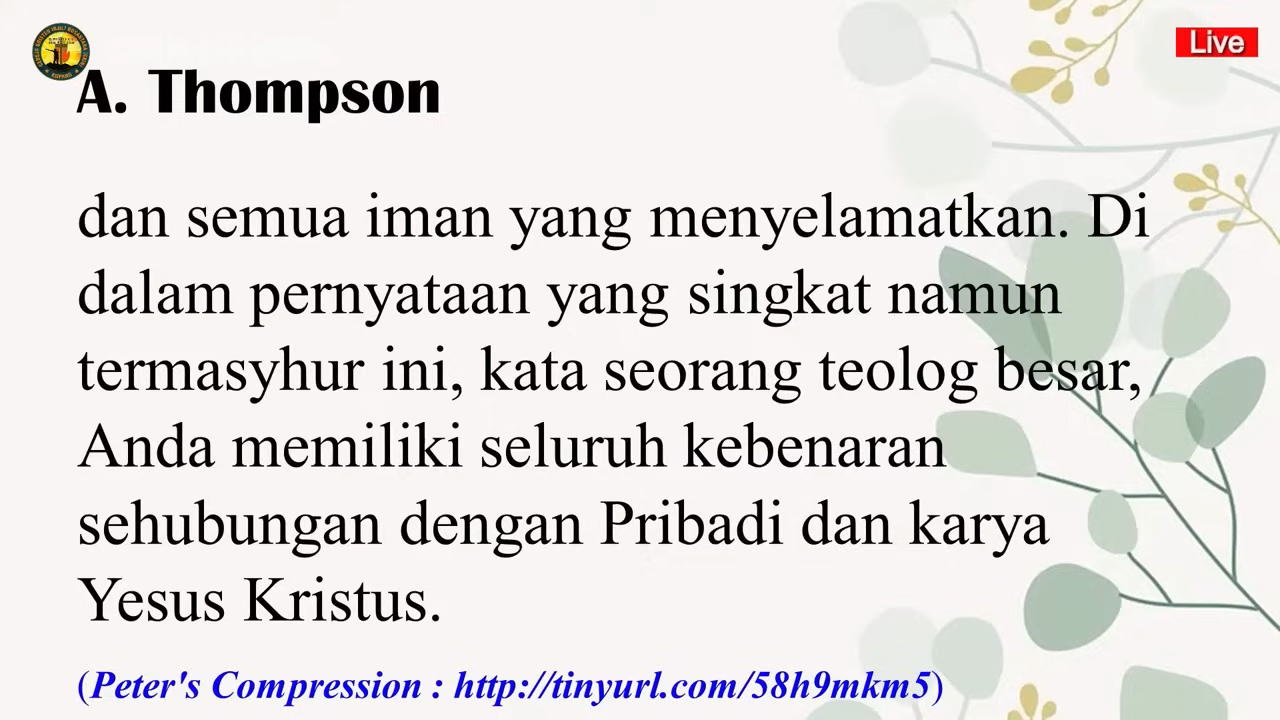 Live
A. Thompson
dan semua iman yang menyelamatkan. Di
dalam pernyataan yang singkat namun
termasyhur ini, kata seorang teolog besar,
Anda memiliki seluruh kebenaran
sehubungan dengan Pribadi dan karya
Yesus Kristus.
(Peter's Compression : http://tinyurl.com/58h9mkm5)